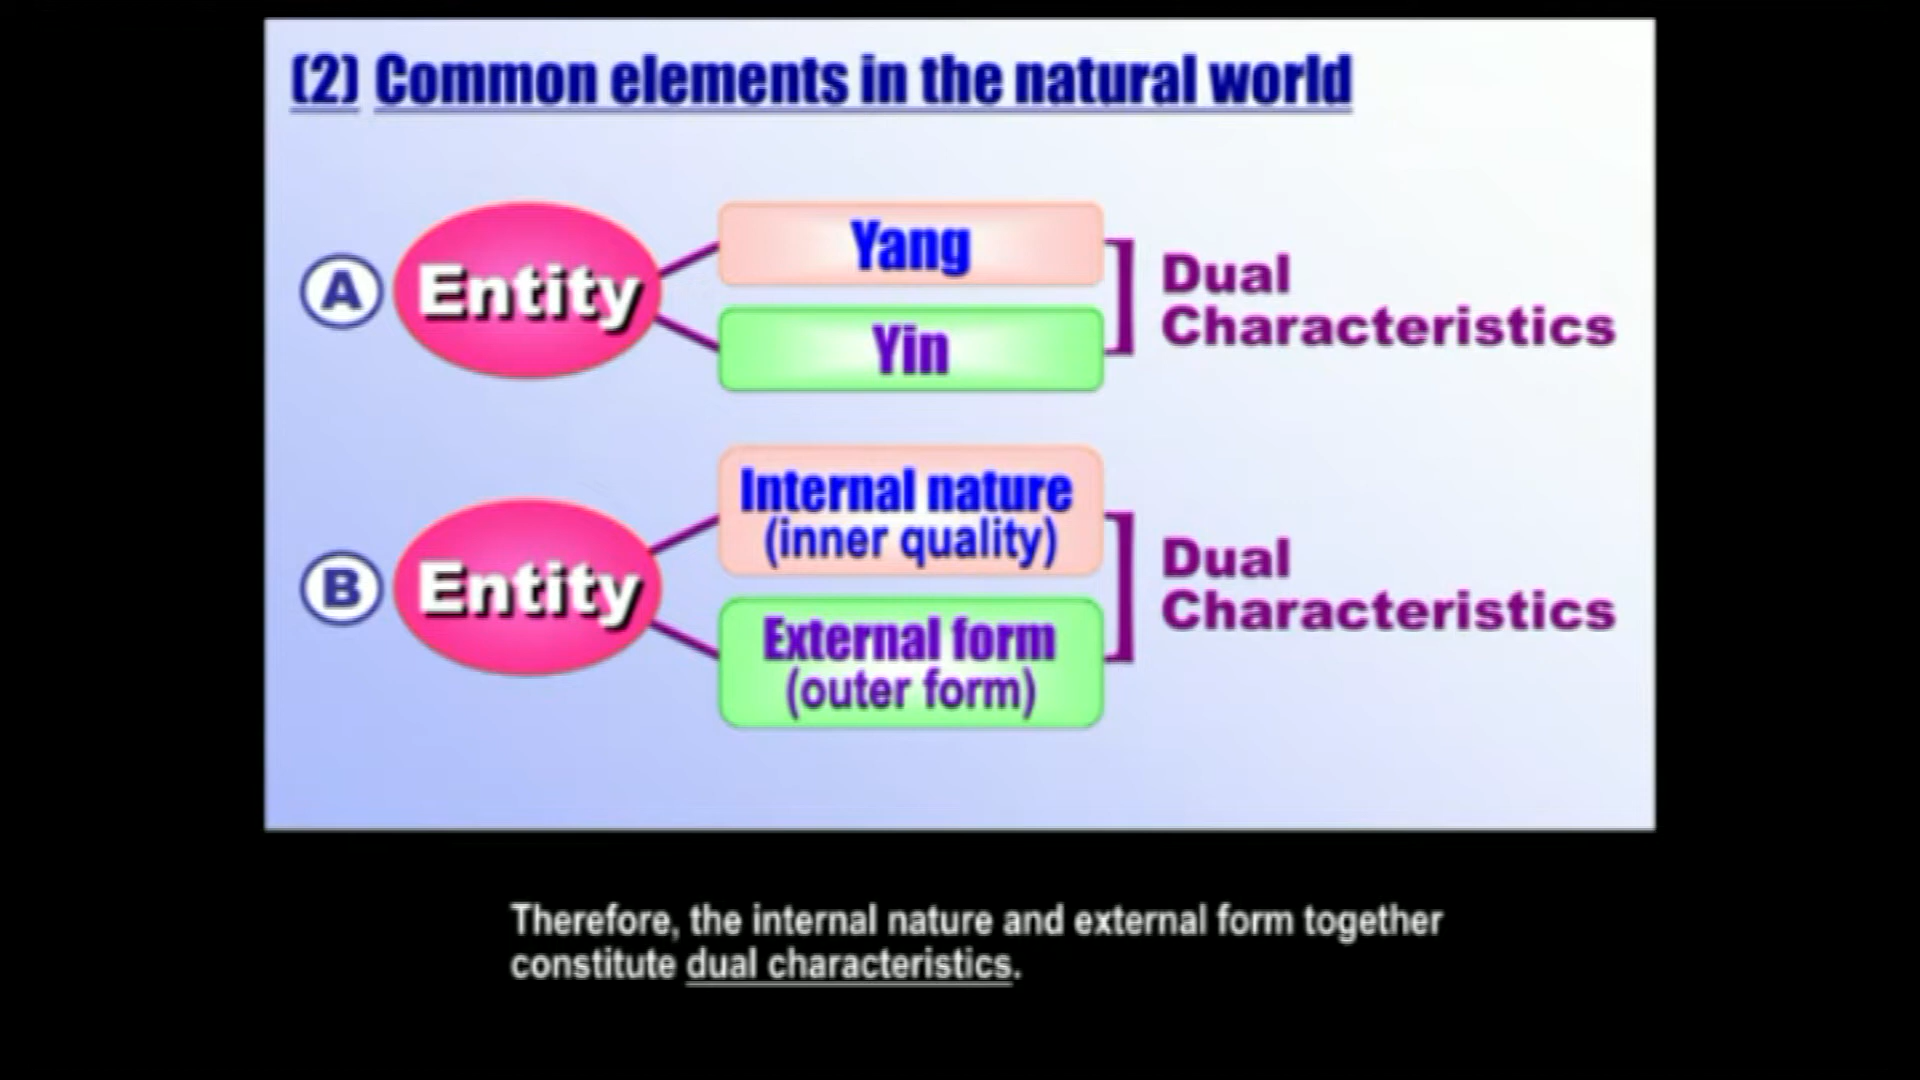 (2) Common elements in the natural world
A
Entity
Yang
Yin
Dual
Characteristics
B
Entity
Internal nature
(inner quality)
External form
(outer form)
Dual
Characteristics
Therefore, the internal nature and external form together
constitute dual characteristics.